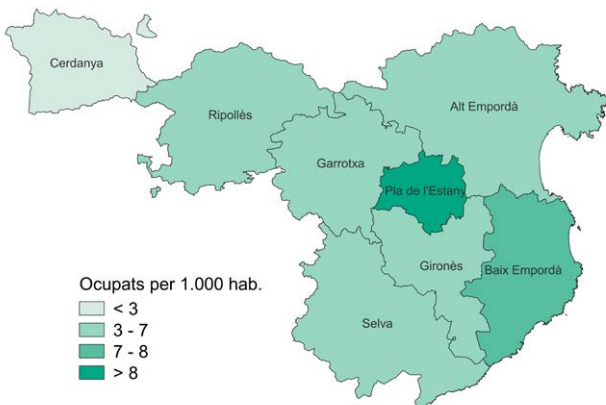 Cerdanya
Ripollès
Alt Empordà
Garrotxa
Pla de l'Estany
Gironès
Baix Empordà
Selva
Ocupats per 1.000 hab.
< 3
3 - 7
7 - 8
> 8